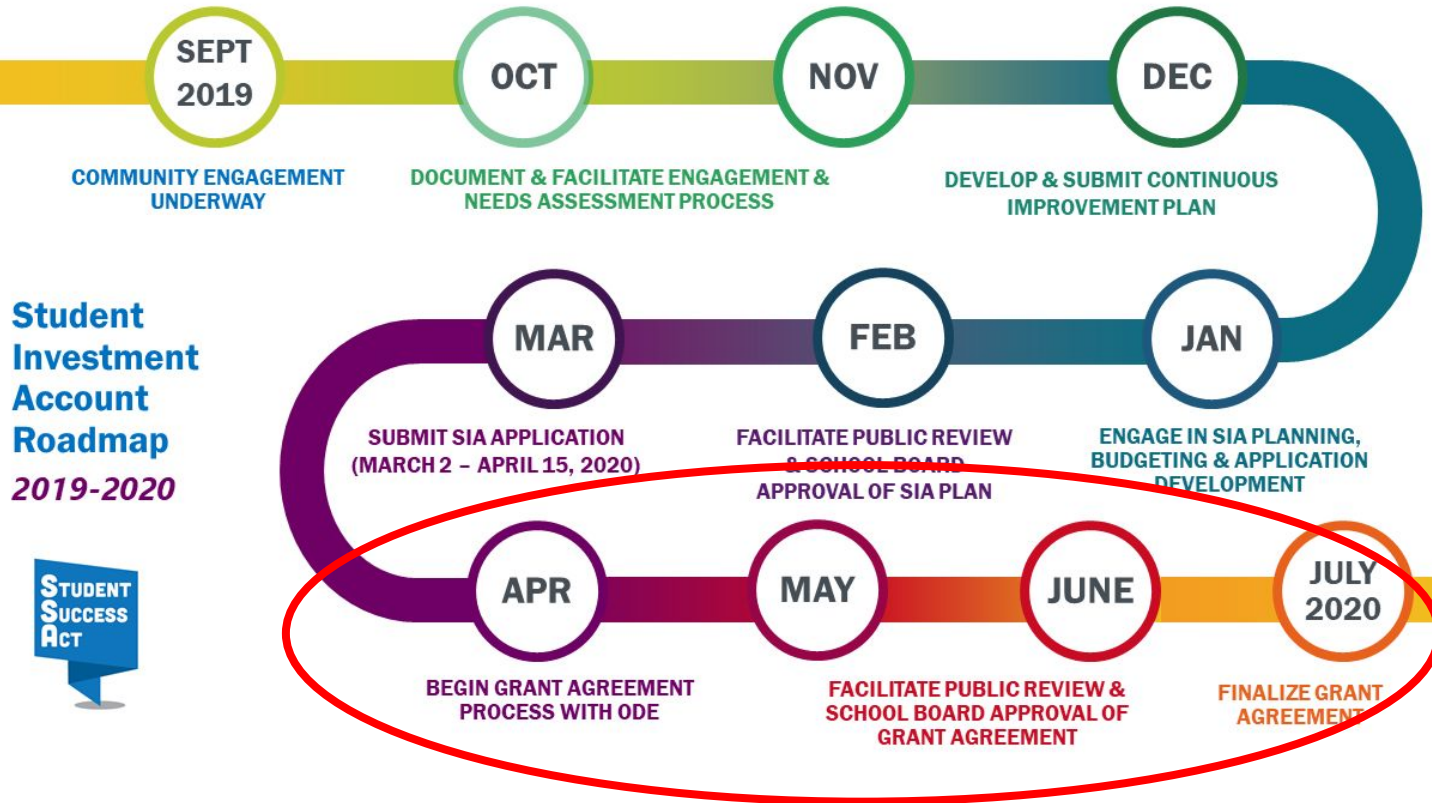 SEPT
2019
OCT
NOV
DEC
COMMUNITY ENGAGEMENT
UNDERWAY
DOCUMENT & FACILITATE ENGAGEMENT &
NEEDS ASSESSMENT PROCESS
DEVELOP & SUBMIT CONTINUOUS
IMPROVEMENT PLAN
Student
Investment
Account
Roadmap
2019-2020
MAR
FEB
JAN
SUBMIT SIA APPLICATION
(MARCH 2 – APRIL 15, 2020)
FACILITATE PUBLIC REVIEW
& SCHOOL BOARD
APPROVAL OF SIA PLAN
ENGAGE IN SIA PLANNING,
BUDGETING & APPLICATION
DEVELOPMENT
STUDENT
SUCCESS
ACT
APR
MAY
JUNE
JULY
2020
BEGIN GRANT AGREEMENT
PROCESS WITH ODE
FACILITATE PUBLIC REVIEW &
SCHOOL BOARD APPROVAL OF
GRANT AGREEMENT
FINALIZE GRANT
AGREEMENT